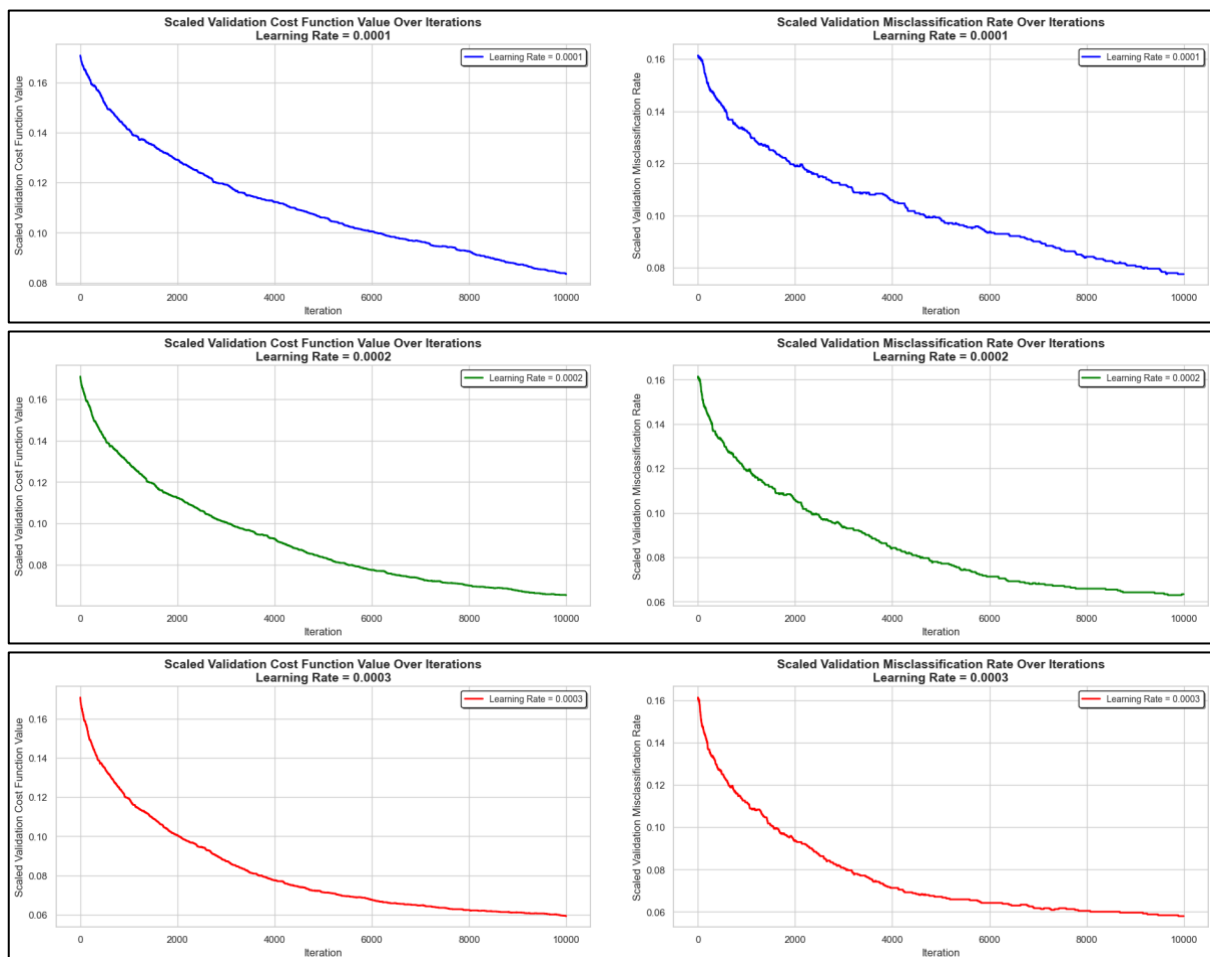 Scaled Validation Cost Function Value Over Iterations
Learning Rate = 0.0001
Learning Rate = 0.0001
Scaled Validation Cost Function Value
0.16
0.14
0.12
0.10
0.08
0 2000 4000 6000 8000 10000
Iteration
Scaled Validation Misclassification Rate Over Iterations
Learning Rate = 0.0001
Learning Rate = 0.0001
Scaled Validation Misclassification Rate
0.16
0.14
0.12
0.10
0.08
0 2000 4000 6000 8000 10000
Iteration
Scaled Validation Cost Function Value Over Iterations
Learning Rate = 0.0002
Learning Rate = 0.0002
Scaled Validation Cost Function Value
0.16
0.14
0.12
0.10
0.08
0 2000 4000 6000 8000 10000
Iteration
Scaled Validation Misclassification Rate Over Iterations
Learning Rate = 0.0002
Learning Rate = 0.0002
Scaled Validation Misclassification Rate
0.16
0.14
0.12
0.10
0.08
0.06
0 2000 4000 6000 8000 10000
Iteration
Scaled Validation Cost Function Value Over Iterations
Learning Rate = 0.0003
Learning Rate = 0.0003
Scaled Validation Cost Function Value
0.16
0.14
0.12
0.10
0.08
0.06
0 2000 4000 6000 8000 10000
Iteration
Scaled Validation Misclassification Rate Over Iterations
Learning Rate = 0.0003
Learning Rate = 0.0003
Scaled Validation Misclassification Rate
0.16
0.14
0.12
0.10
0.08
0.06
0 2000 4000 6000 8000 10000
Iteration